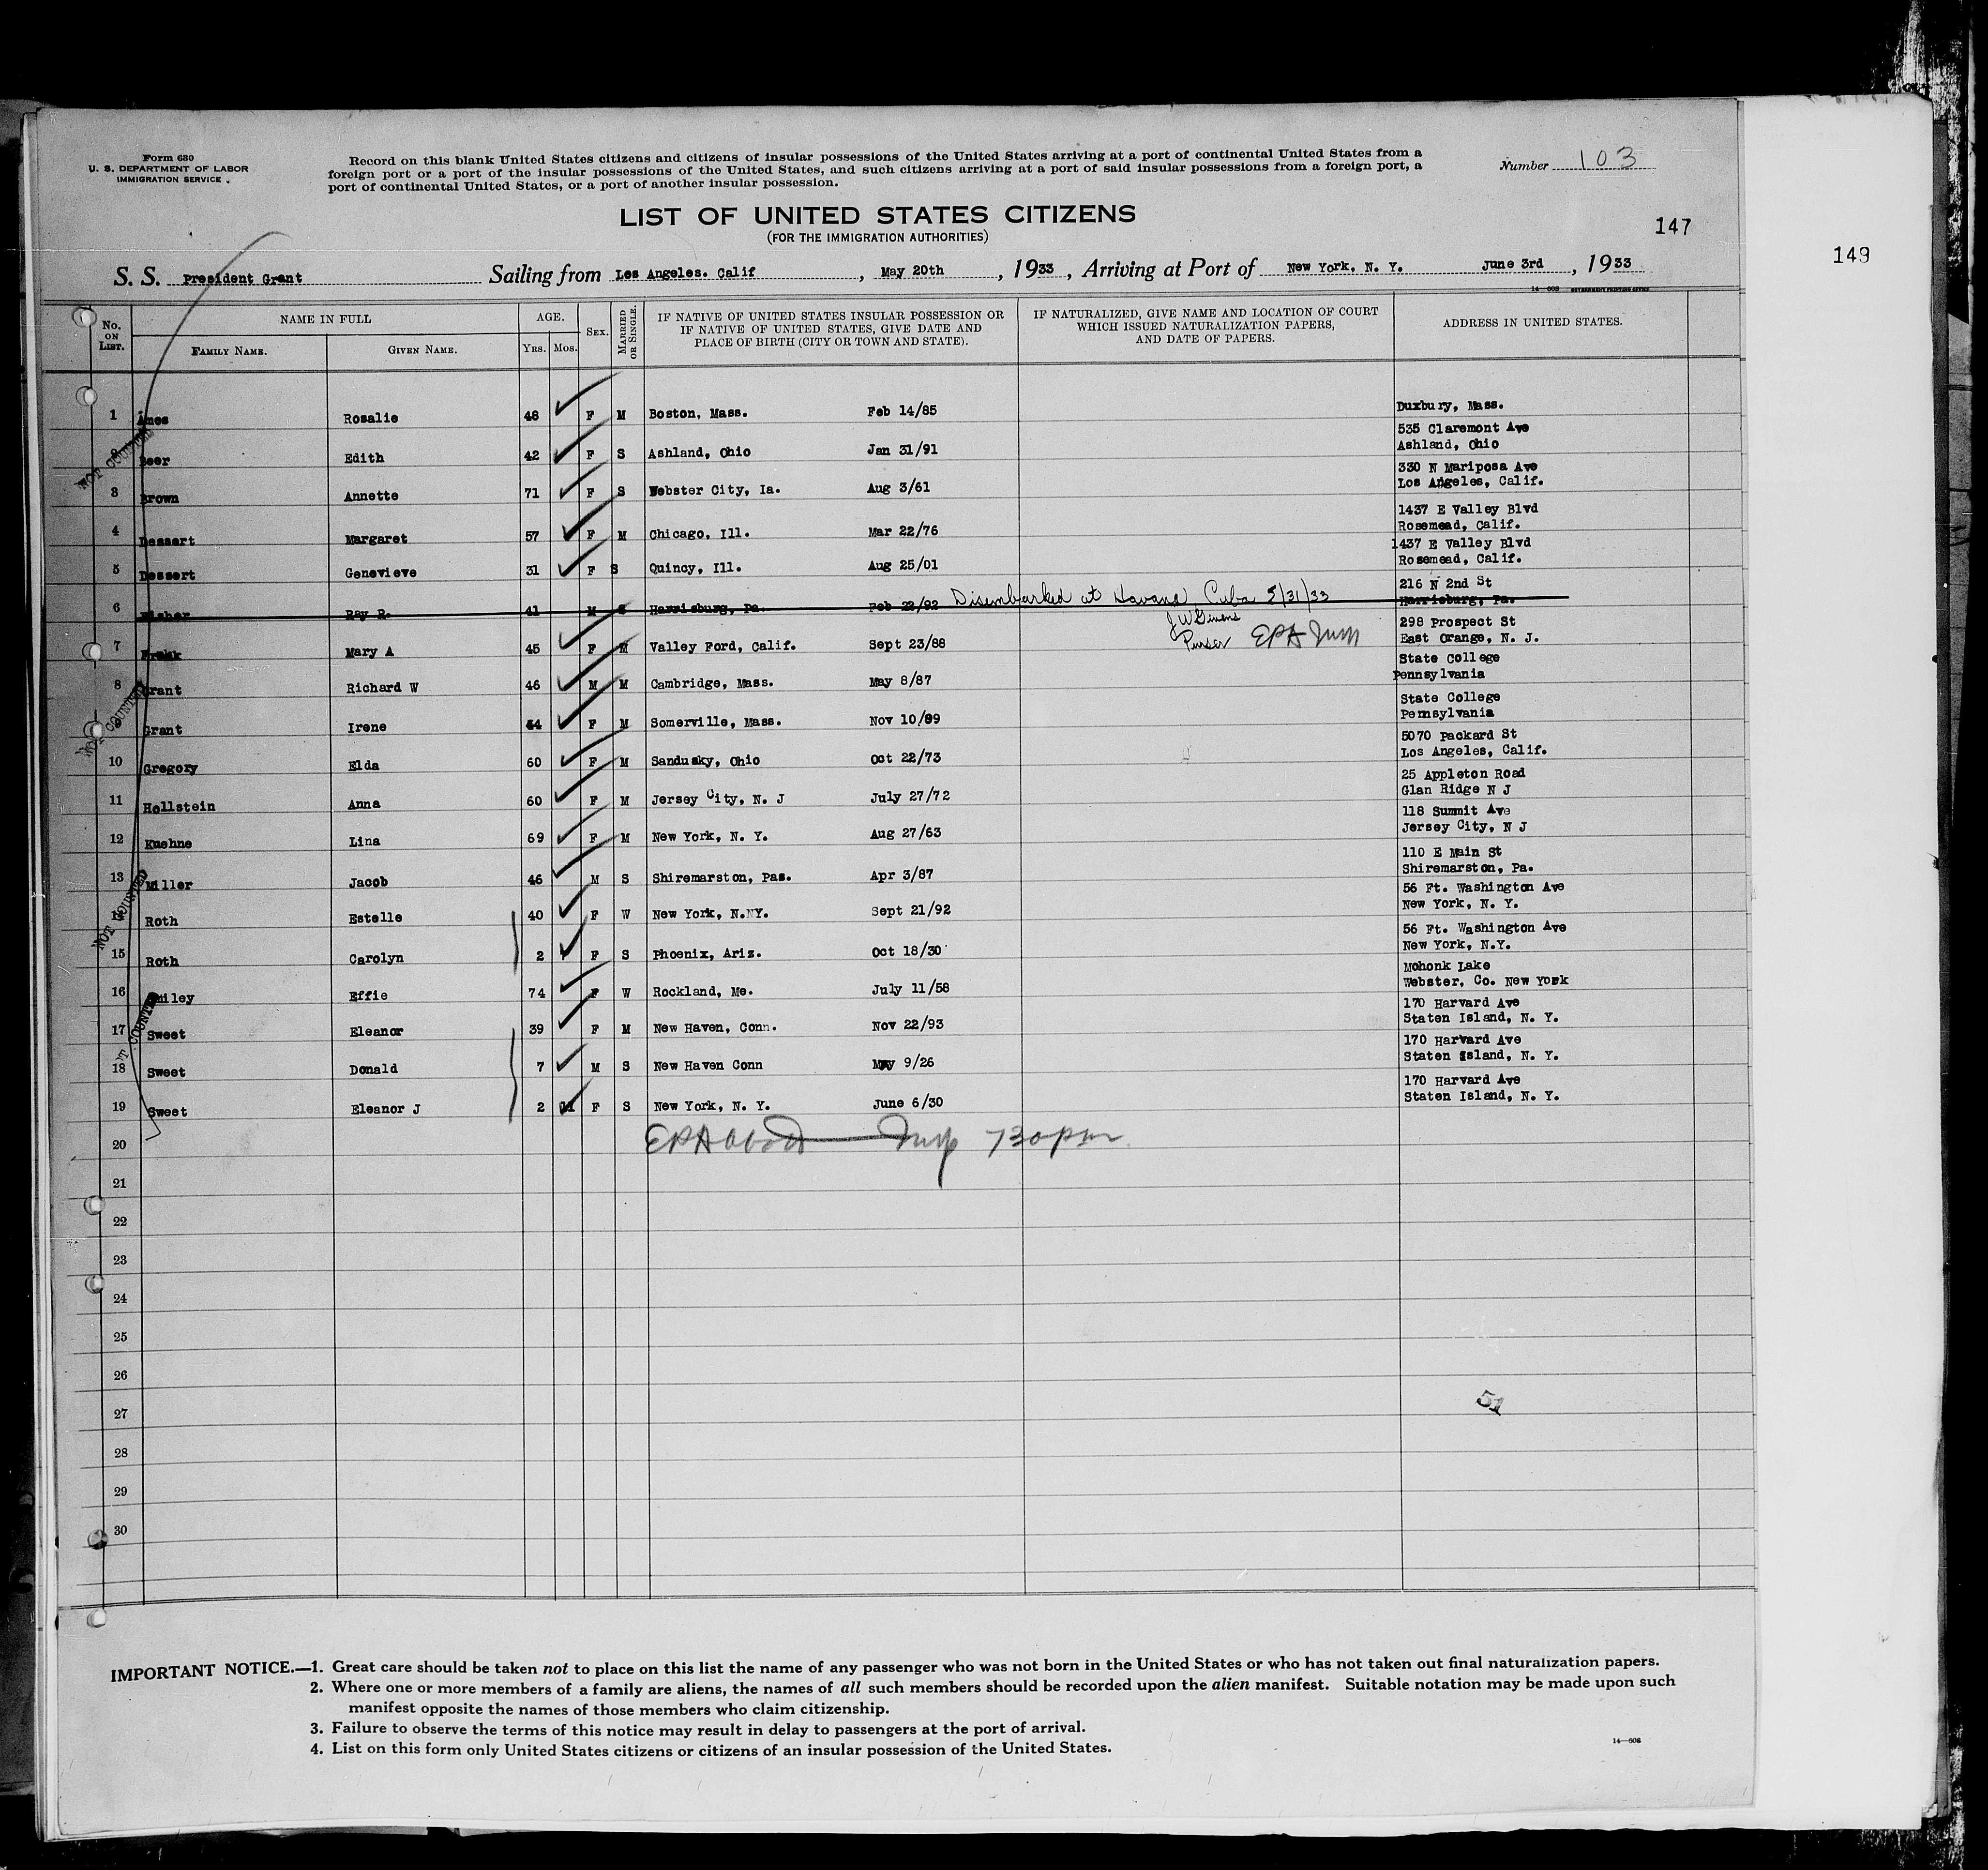 Form 630
U. S. DEPARTMENT OF LABOR
IMMIGRATION SERVICE
Record on this blank United States citizens and citizens of insular possessions of the United States arriving at a port of continental United States from a
foreign port or a port of the insular possessions of the United States, and such citizens arriving at a port of said insular possessions from a foreign port, a
port of continental United States, or a port of another insular possession.
Number 103
LIST OF UNITED STATES CITIZENS
(FOR THE IMMIGRATION AUTHORITIES)
147
149
S. S. President Grant Sailing from Los Angeles. Calif , May 20th , 1933 , Arriving at Port of New York, N. Y. June 3rd , 1933
14—608
No. ON LIST. NAME IN FULL FAMILY NAME. GIVEN NAME. AGE. YRS. MOS. SEX. MARRIED OR SINGLE. IF NATIVE OF UNITED STATES INSULAR POSSESSION OR IF NATIVE OF UNITED STATES, GIVE DATE AND PLACE OF BIRTH (CITY OR TOWN AND STATE). IF NATURALIZED, GIVE NAME AND LOCATION OF COURT WHICH ISSUED NATURALIZATION PAPERS, AND DATE OF PAPERS. ADDRESS IN UNITED STATES.
1 Ames Rosalie 48 F M Boston, Mass. Feb 14/85 Duxbury, Mass.
535 Claremont Ave
2 Beer Edith 42 F S Ashland, Ohio Jan 31/91 Ashland, Ohio
330 N Mariposa Ave
3 Brown Annette 71 F S Webster City, Ia. Aug 3/61 Los Angeles, Calif.
1437 E Valley Blvd
4 Dessert Margaret 57 F M Chicago, Ill. Mar 22/76 Rosemead, Calif.
1437 E Valley Blvd
5 Dessert Genevieve 31 F S Quincy, Ill. Aug 25/01 Rosemead, Calif.
216 N 2nd St
6 Fisher Ray R. 41 M S Harrisburg, Pa. Feb 22/92 Disembarked at Havana Cuba 5/31/33 Harrisburg, Pa.
Purser
298 Prospect St
7 Mary A 45 F M Valley Ford, Calif. Sept 23/88 East Orange, N. J.
State College
8 Grant Richard W 46 M M Cambridge, Mass. May 8/87 Pennsylvania
State College
9 Grant Irene F M Somerville, Mass. Nov 10/89 Pennsylvania
5070 Packard St
10 Gregory Elda 60 F M Sandusky, Ohio Oct 22/73 Los Angeles, Calif.
25 Appleton Road
11 Hollstein Anna 60 F M Jersey City, N. J July 27/72 Glan Ridge N J
118 Summit Ave
12 Kuehne Lina 69 F M New York, N. Y. Aug 27/63 Jersey City, N J
110 E Main St
13 Miller Jacob 46 M S Shiremarston, Pas. Apr 3/87 Shiremarston, Pa.
56 Ft. Washington Ave
14 Roth Estelle 40 F W New York, N.NY. Sept 21/92 New York, N. Y.
56 Ft. Washington Ave
15 Roth Carolyn 2 F S Phoenix, Ariz. Oct 18/30 New York, N.Y.
Mohonk Lake
16 Smiley Effie 74 F W Rockland, Me. July 11/58 Webster, Co. New York
170 Harvard Ave
17 Sweet Eleanor 39 F M New Haven, Conn. Nov 22/93 Staten Island, N. Y.
170 Harvard Ave
18 Sweet Donald 7 M S New Haven Conn May 9/26 Staten Island, N. Y.
170 Harvard Ave
19 Sweet Eleanor J 2 11 F S New York, N. Y. June 6/30 Staten Island, N. Y.
NOT COUNTED
NOT COUNTED
NOT COUNTED
NOT COUNTED
20 730pm
21
22
23
24
25
26
27 51
28
29
30
IMPORTANT NOTICE.—1. Great care should be taken not to place on this list the name of any passenger who was not born in the United States or who has not taken out final naturalization papers.
2. Where one or more members of a family are aliens, the names of all such members should be recorded upon the alien manifest. Suitable notation may be made upon such
manifest opposite the names of those members who claim citizenship.
3. Failure to observe the terms of this notice may result in delay to passengers at the port of arrival.
4. List on this form only United States citizens or citizens of an insular possession of the United States.
14—608